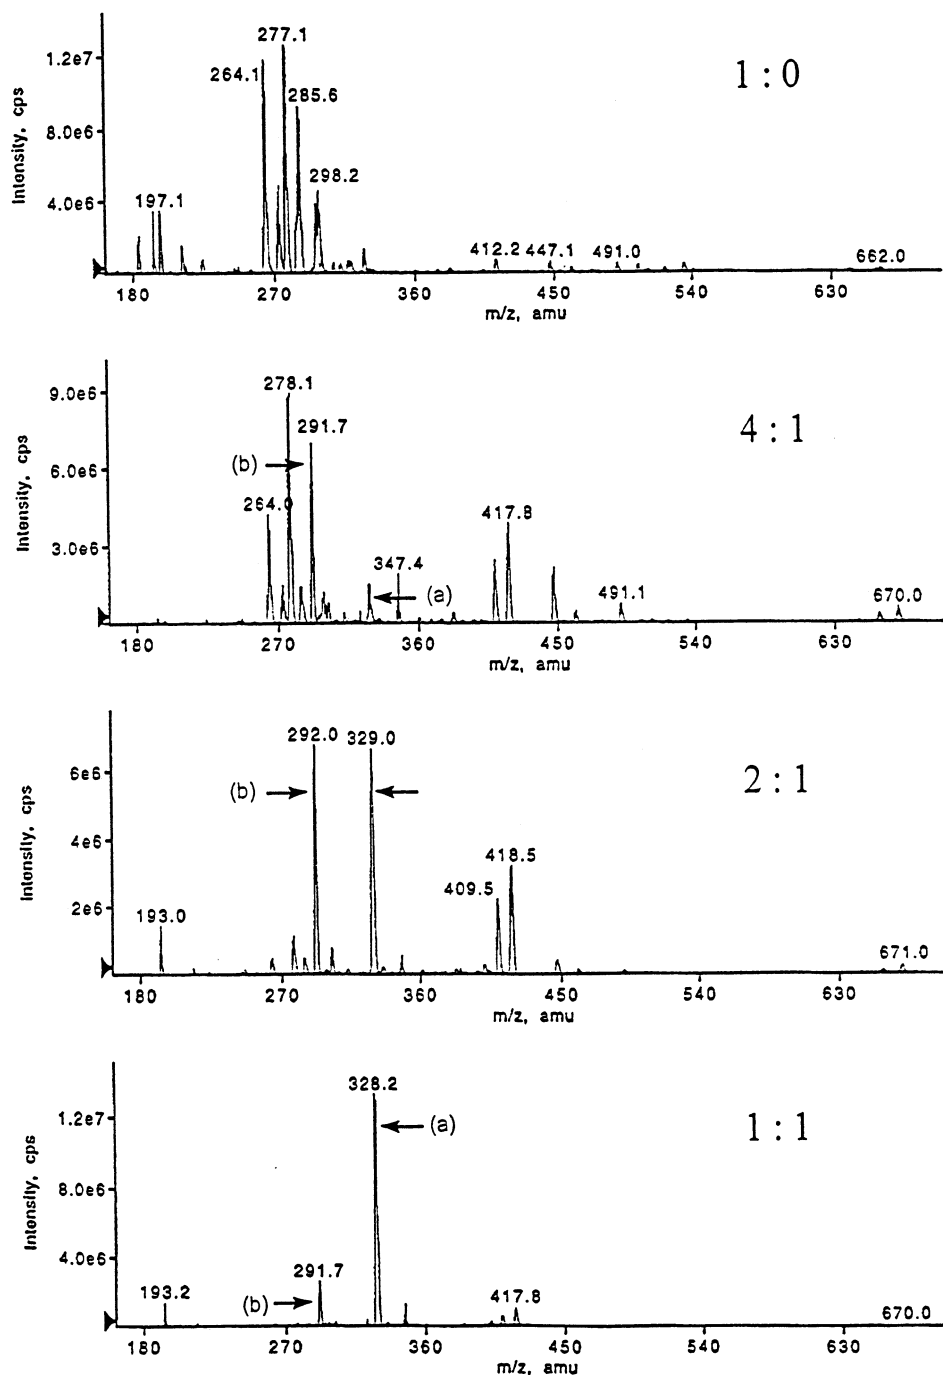 277.1
1.2e7
264.1
1 : 0
285.6
8.0e6
298.2
4.0e6
197.1
412.2 447.1 491.0 662.0
180 270 360 450 540 630
m/z, amu
Intensity, cps
9.0e6
278.1
4 : 1
291.7
(b)
6.0e6
264.0
417.8
3.0e6
347.4
(a)
491.1
670.0
180 270 360 450 540 630
m/z, amu
Intensity, cps
292.0 329.0
6e6
2 : 1
(b)
4e6
418.5
409.5
2e6
193.0
671.0
180 270 360 450 540 630
m/z, amu
Intensity, cps
328.2
1.2e7
(a)
1 : 1
8.0e6
4.0e6
291.7
193.2
(b)
417.8
670.0
180 270 360 450 540 630
m/z, amu
Intensity, cps